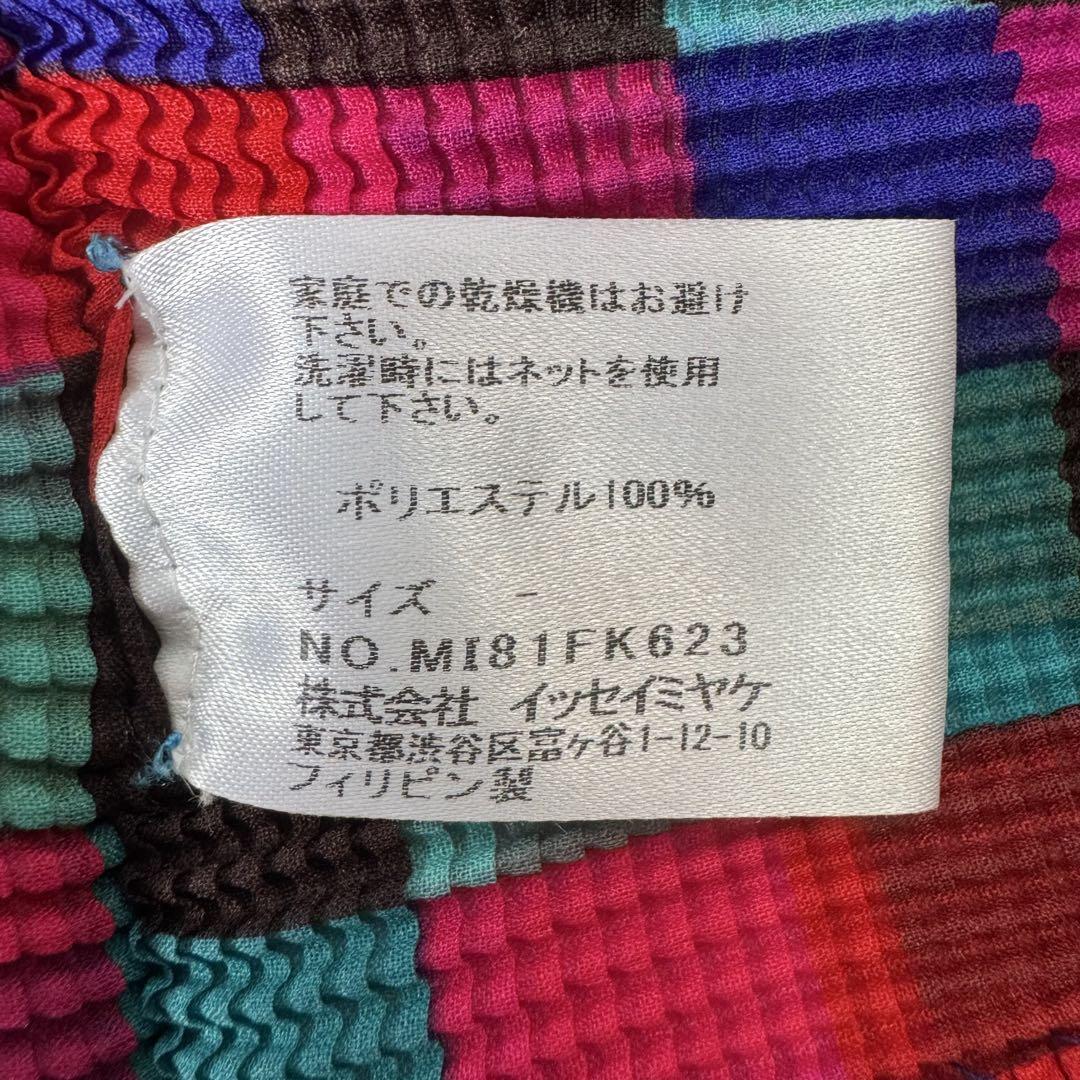 家庭での乾燥機はお避け
下さい。
洗濯時にはネットを使用
して下さい。
ポリエステル100%
サイズ -
NO.MI81FK623
株式会社 イッセイミヤケ
東京都渋谷区富ヶ谷1-12-10
フィリピン製